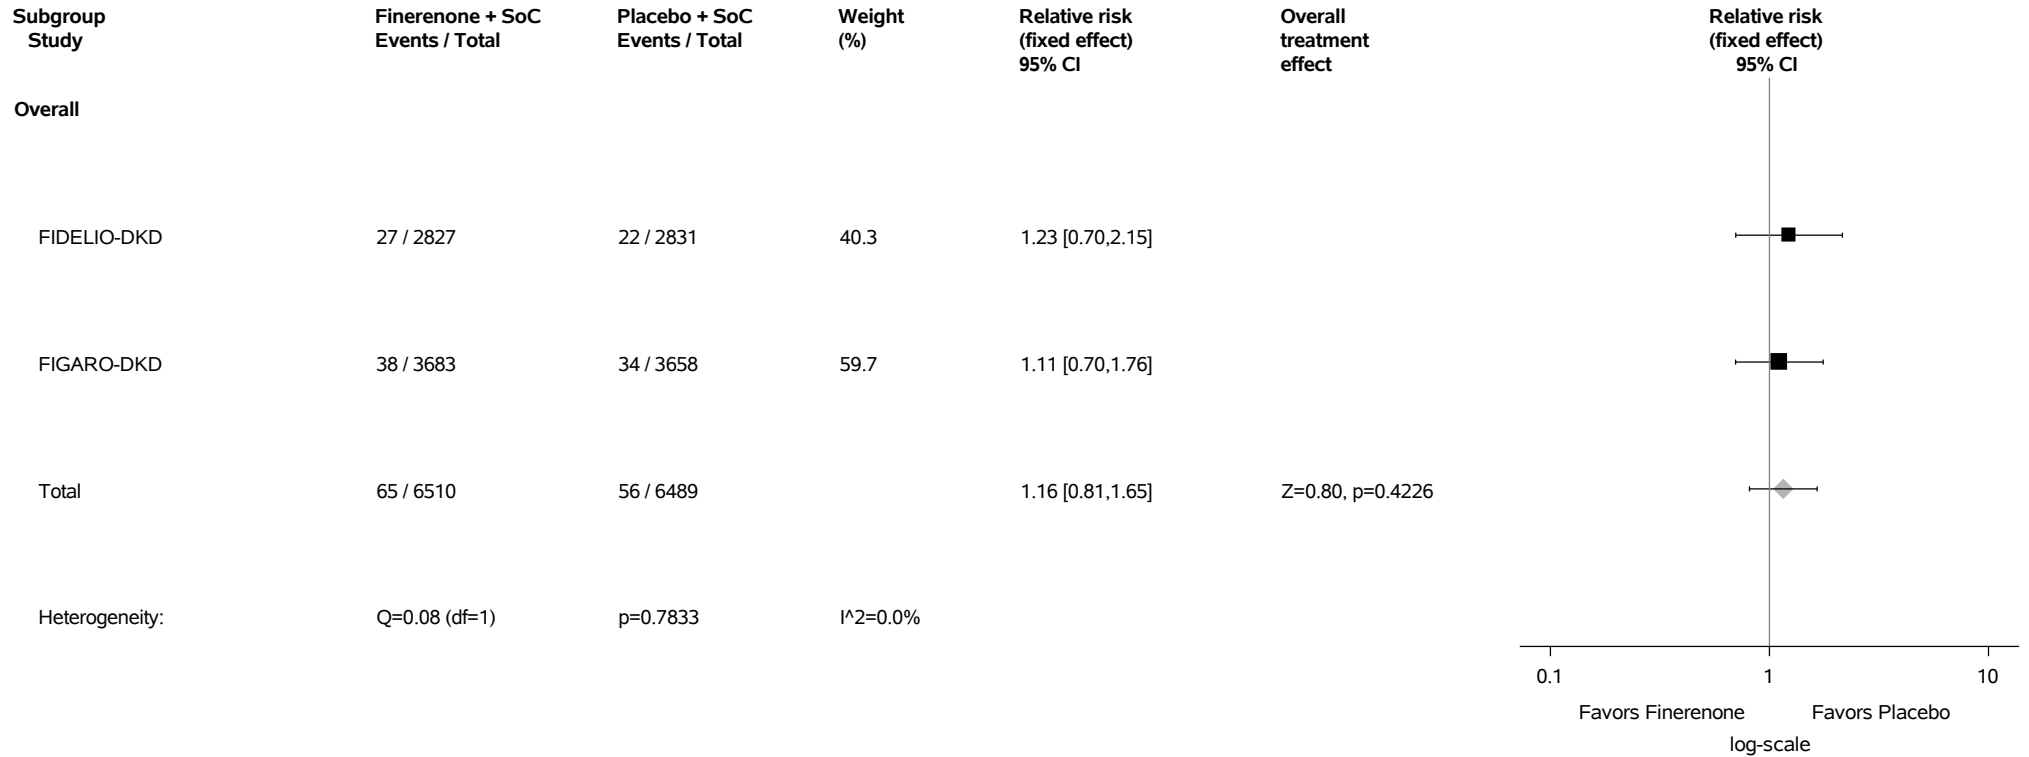 Subgroup Finerenone + SoC Placebo + SoC Weight Relative risk Overall Relative risk
Study Events / Total Events / Total (%) (fixed effect) treatment (fixed effect)
95% CI effect 95% CI
Overall
FIDELIO-DKD 27 / 2827 22 / 2831 40.3 1.23 [0.70,2.15]
FIGARO-DKD 38 / 3683 34 / 3658 59.7 1.11 [0.70,1.76]
Total 65 / 6510 56 / 6489 1.16 [0.81,1.65] Z=0.80, p=0.4226
Heterogeneity: Q=0.08 (df=1) p=0.7833 I^2=0.0%
0.1 1 10
Favors Finerenone Favors Placebo
log-scale